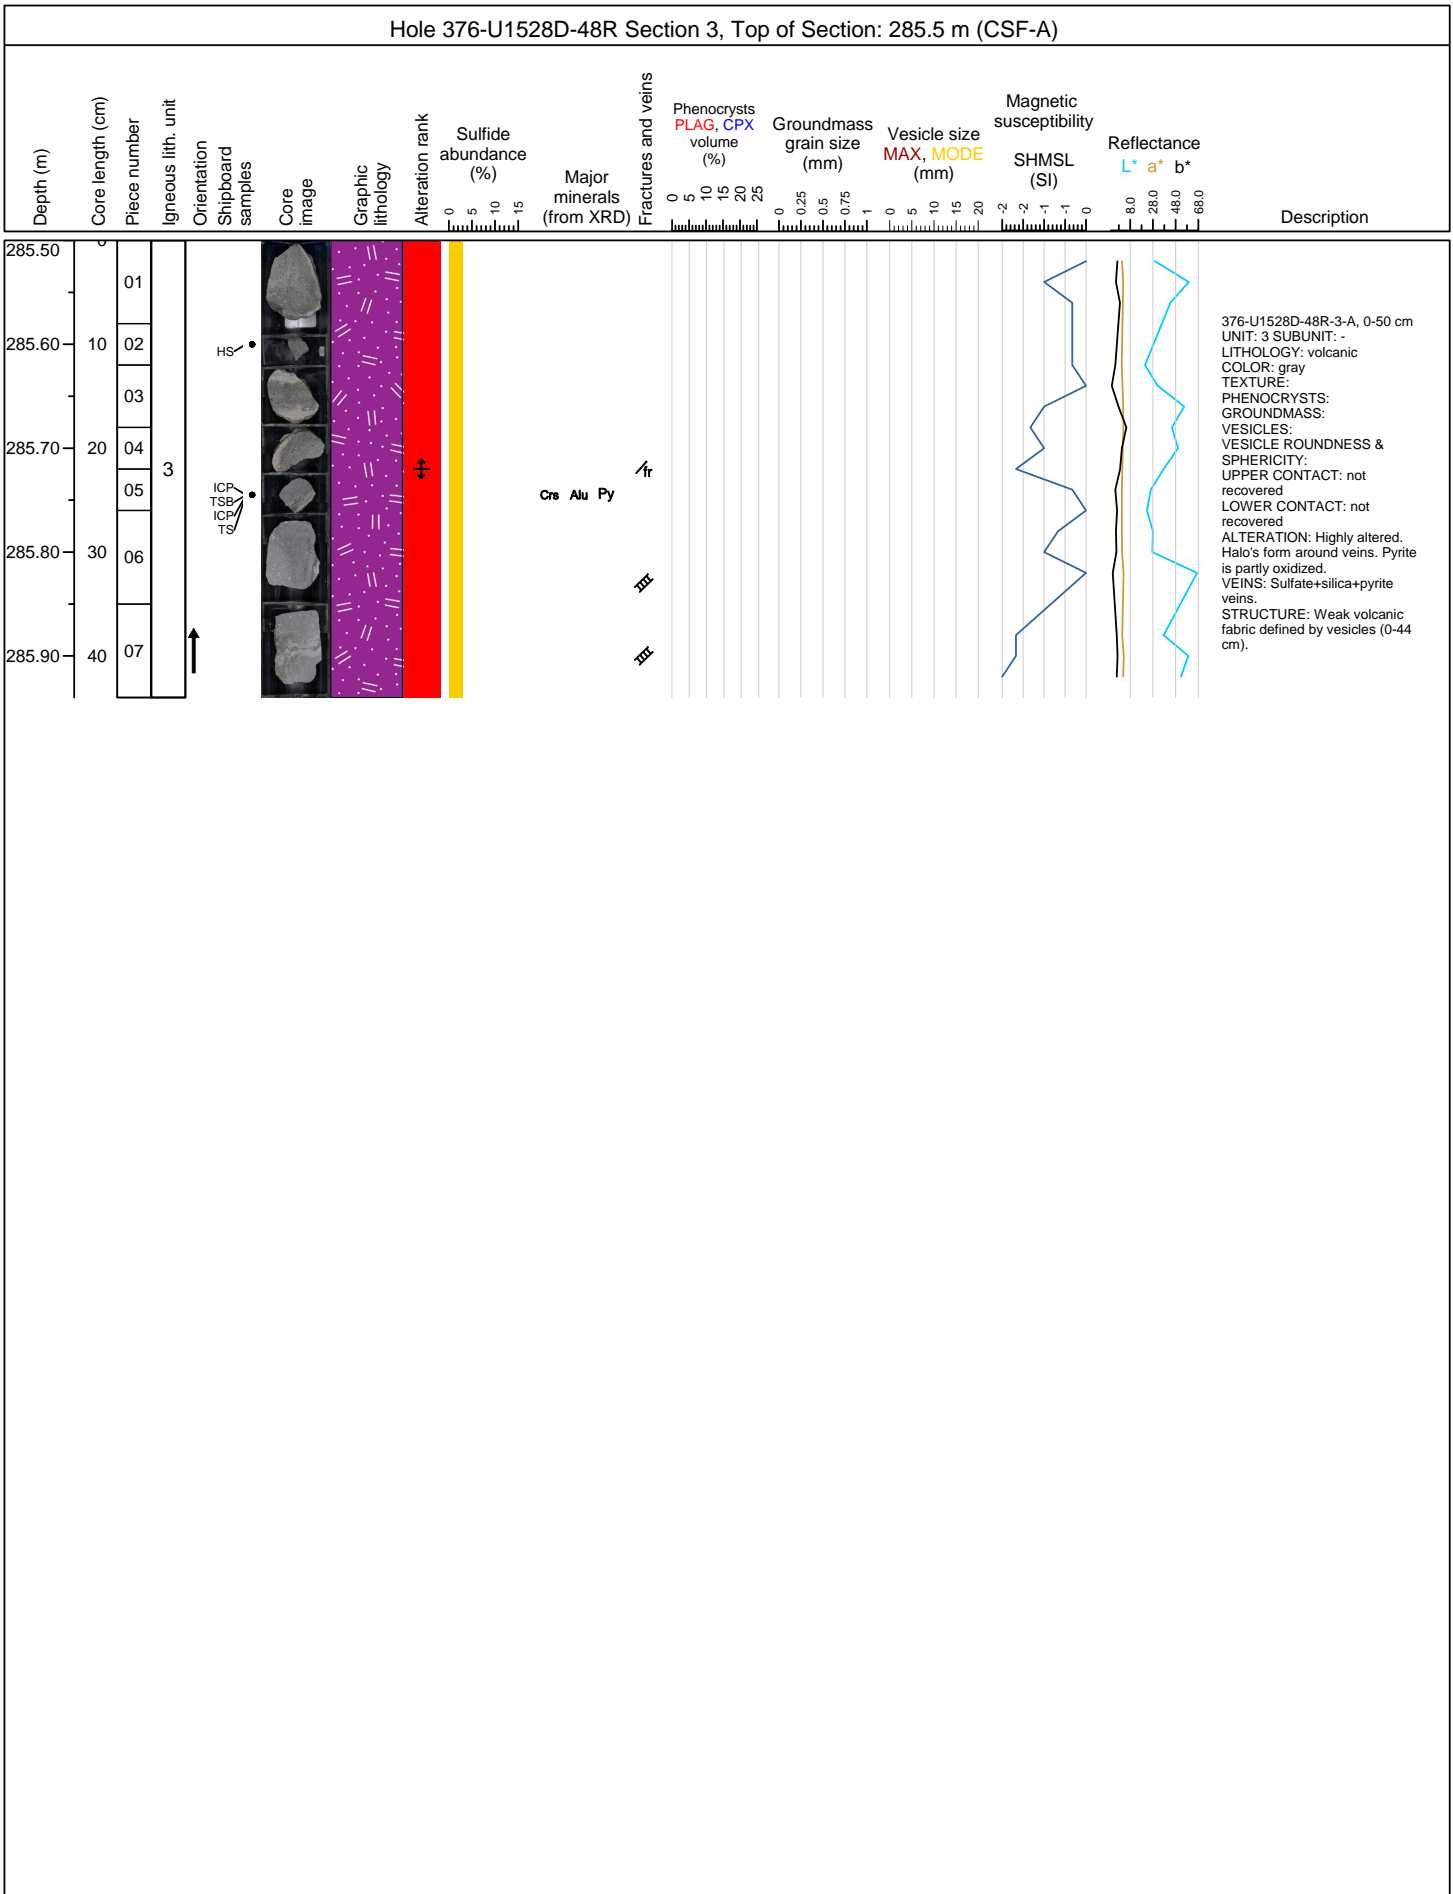 Hole 376-U1528D-48R Section 3, Top of Section: 285.5 m (CSF-A)
Depth (m)
Core length (cm)
Piece number
Igneous lith. unit
Orientation
Shipboard
samples
Core
image
Graphic
lithology
Alteration rank
Sulfide
abundance
(%)
0 5 10 15
Major
minerals
(from XRD)
Fractures and veins
Phenocrysts
PLAG, CPX
volume
(%)
0 5 10 15 20 25
Groundmass
grain size
(mm)
0 0.25 0.5 0.75 1
Vesicle size
MAX, MODE
(mm)
0 5 10 15 20
Magnetic
susceptibility
SHMSL
(SI)
-2 -2 -1 -1 0
Reflectance
L* a* b*
8.0 28.0 48.0 68.0
Description
285.50
285.60
285.70
285.80
285.90
0
10
20
30
40
01
02
03
04
05
06
07
3
HS
ICP
TSB
ICP
TS
Crs Alu Py
fr
376-U1528D-48R-3-A, 0-50 cm
UNIT: 3 SUBUNIT: -
LITHOLOGY: volcanic
COLOR: gray
TEXTURE:
PHENOCRYSTS:
GROUNDMASS:
VESICLES:
VESICLE ROUNDNESS &
SPHERICITY:
UPPER CONTACT: not
recovered
LOWER CONTACT: not
recovered
ALTERATION: Highly altered.
Halo's form around veins. Pyrite
is partly oxidized.
VEINS: Sulfate+silica+pyrite
veins.
STRUCTURE: Weak volcanic
fabric defined by vesicles (0-44
cm).